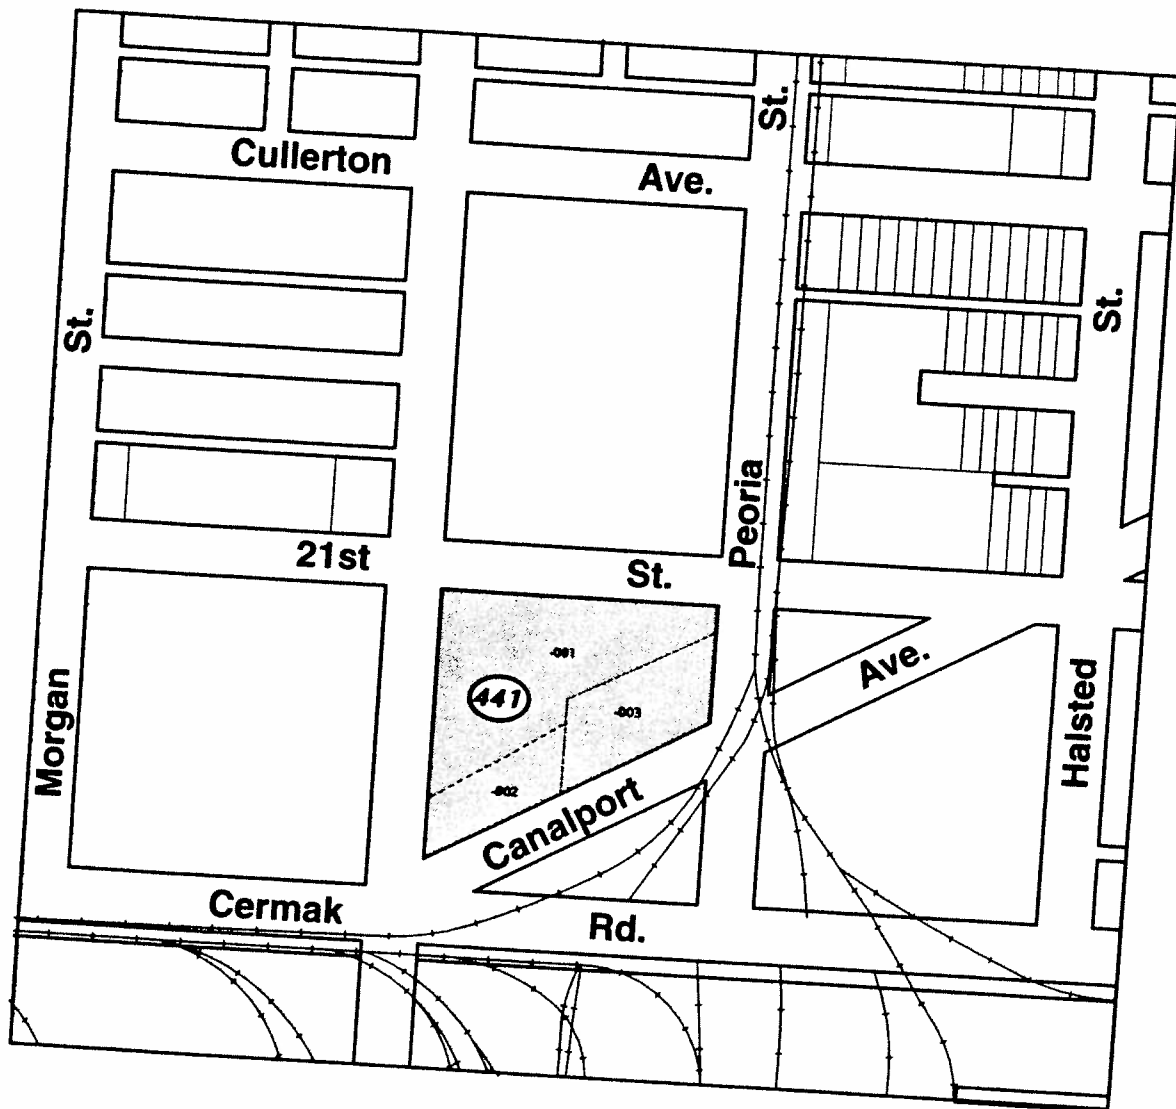 St.
Cullerton
Ave.
St.
St.
Peoria
21st
St.
-001
441
-003
-002
Ave.
Morgan
Halsted
Canalport
Cermak
Rd.